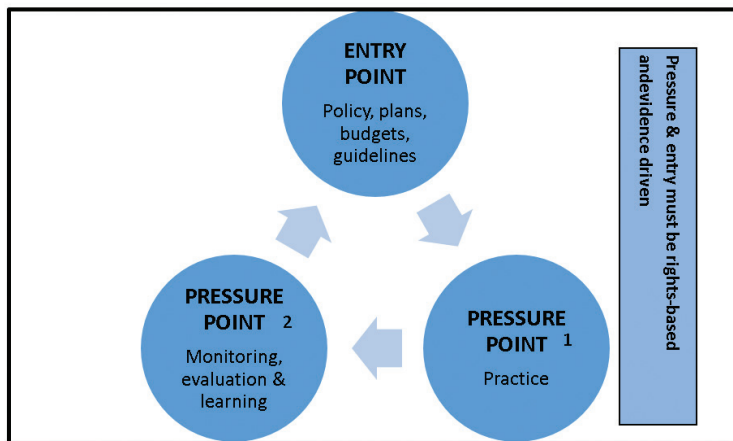 ENTRY
POINT
Policy, plans,
budgets,
guidelines
PRESSURE
POINT 1
Practice
PRESSURE
POINT 2
Monitoring,
evaluation &
learning
Pressure & entry must be rights-based
andevidence driven